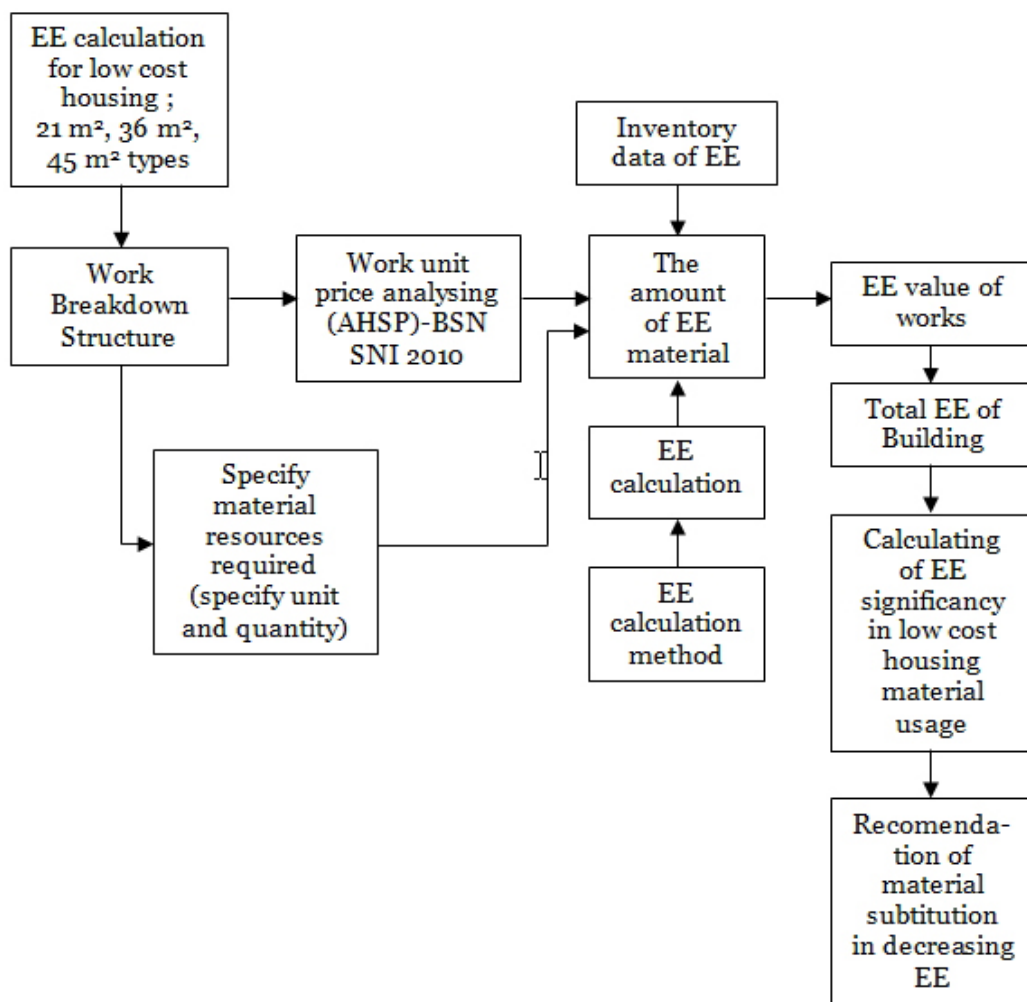 EE calculation
for low cost
housing ;
21 m², 36 m²,
45 m² types
Work
Breakdown
Structure
Work unit
price analysing
(AHSP)-BSN
SNI 2010
Specify
material
resources
required
(specify unit
and quantity)
Inventory
data of EE
The
amount
of EE
material
EE
calculation
EE
calculation
method
EE value of
works
Total EE of
Building
Calculating
of EE
significancy
in low cost
housing
material
usage
Recomenda-
tion of
material
subtitution
in decreasing
EE